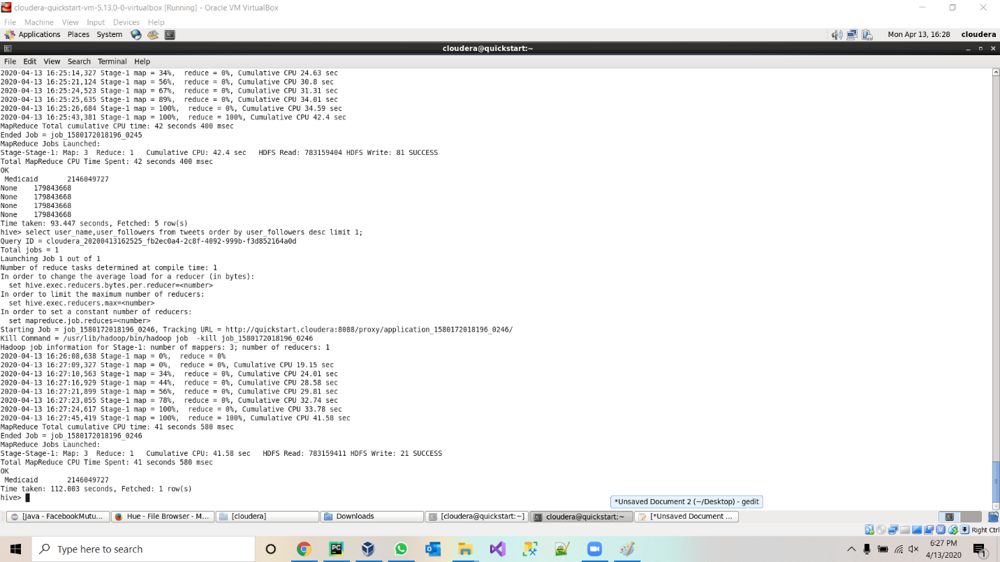 cloudera-quickstart-vm-5.13.0-0-virtualbox [Running] - Oracle VM VirtualBox
File Machine View Input Devices Help
Applications Places System Mon Apr 13, 16:28 cloudera
cloudera@quickstart:~
File Edit View Search Terminal Help
2020-04-13 16:25:14,327 Stage-1 map = 34%,  reduce = 0%, Cumulative CPU 24.63 sec
2020-04-13 16:25:21,124 Stage-1 map = 56%,  reduce = 0%, Cumulative CPU 30.8 sec
2020-04-13 16:25:24,523 Stage-1 map = 67%,  reduce = 0%, Cumulative CPU 31.31 sec
2020-04-13 16:25:25,635 Stage-1 map = 89%,  reduce = 0%, Cumulative CPU 34.01 sec
2020-04-13 16:25:26,684 Stage-1 map = 100%,  reduce = 0%, Cumulative CPU 34.59 sec
2020-04-13 16:25:43,381 Stage-1 map = 100%,  reduce = 100%, Cumulative CPU 42.4 sec
MapReduce Total cumulative CPU time: 42 seconds 400 msec
Ended Job = job_1580172018196_0245
MapReduce Jobs Launched:
Stage-Stage-1: Map: 3  Reduce: 1   Cumulative CPU: 42.4 sec   HDFS Read: 783159404 HDFS Write: 81 SUCCESS
Total MapReduce CPU Time Spent: 42 seconds 400 msec
OK
 Medicaid       2146049727
None    179843668
None    179843668
None    179843668
None    179843668
Time taken: 93.447 seconds, Fetched: 5 row(s)
hive> select user_name,user_followers from tweets order by user_followers desc limit 1;
Query ID = cloudera_20200413162525_fb2ec0a4-2c8f-4092-999b-f3d852164a0d
Total jobs = 1
Launching Job 1 out of 1
Number of reduce tasks determined at compile time: 1
In order to change the average load for a reducer (in bytes):
  set hive.exec.reducers.bytes.per.reducer=<number>
In order to limit the maximum number of reducers:
  set hive.exec.reducers.max=<number>
In order to set a constant number of reducers:
  set mapreduce.job.reduces=<number>
Starting Job = job_1580172018196_0246, Tracking URL = http://quickstart.cloudera:8088/proxy/application_1580172018196_0246/
Kill Command = /usr/lib/hadoop/bin/hadoop job  -kill job_1580172018196_0246
Hadoop job information for Stage-1: number of mappers: 3; number of reducers: 1
2020-04-13 16:26:08,638 Stage-1 map = 0%,  reduce = 0%
2020-04-13 16:27:09,327 Stage-1 map = 0%,  reduce = 0%, Cumulative CPU 19.15 sec
2020-04-13 16:27:10,563 Stage-1 map = 34%,  reduce = 0%, Cumulative CPU 24.01 sec
2020-04-13 16:27:16,929 Stage-1 map = 44%,  reduce = 0%, Cumulative CPU 28.58 sec
2020-04-13 16:27:21,899 Stage-1 map = 56%,  reduce = 0%, Cumulative CPU 29.81 sec
2020-04-13 16:27:23,055 Stage-1 map = 78%,  reduce = 0%, Cumulative CPU 32.74 sec
2020-04-13 16:27:24,617 Stage-1 map = 100%,  reduce = 0%, Cumulative CPU 33.78 sec
2020-04-13 16:27:45,419 Stage-1 map = 100%,  reduce = 100%, Cumulative CPU 41.58 sec
MapReduce Total cumulative CPU time: 41 seconds 580 msec
Ended Job = job_1580172018196_0246
MapReduce Jobs Launched:
Stage-Stage-1: Map: 3  Reduce: 1   Cumulative CPU: 41.58 sec   HDFS Read: 783159411 HDFS Write: 21 SUCCESS
Total MapReduce CPU Time Spent: 41 seconds 580 msec
OK
 Medicaid       2146049727
Time taken: 112.003 seconds, Fetched: 1 row(s)
hive>
*Unsaved Document 2 (~/Desktop) - gedit
[Java - FacebookMutu... Hue - File Browser - M... [cloudera] Downloads [cloudera@quickstart:~] cloudera@quickstart:~ [*Unsaved Document ...
Right Ctrl
Type here to search
6:27 PM
4/13/2020
1